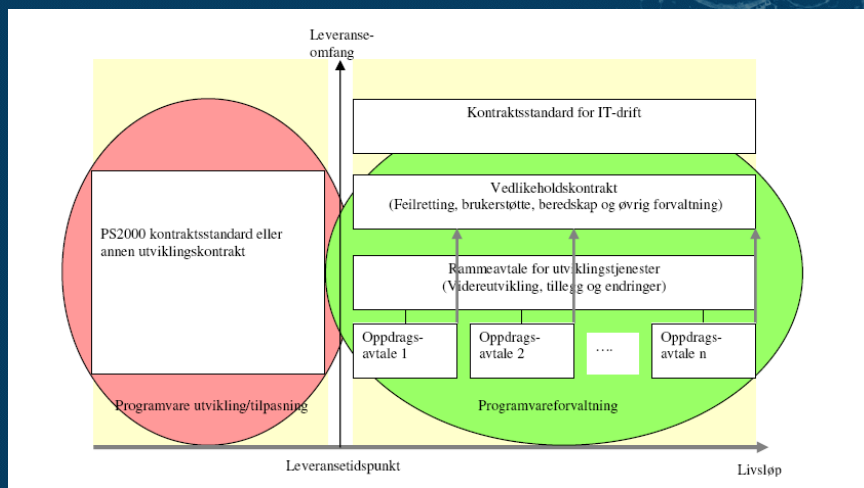 Leveranse-
omfang
Kontraktsstandard for IT-drift
Vedlikeholdskontrakt
(Feilretting, brukerstøtte, beredskap og øvrig forvaltning)
PS2000 kontraktsstandard eller
annen utviklingskontrakt
Rammeavtale for utviklingstjenester
(Videreutvikling, tillegg og endringer)
Oppdrags-
avtale 1
Oppdrags-
avtale 2
….
Oppdrags-
avtale n
Programvare utvikling/tilpasning
Programvareforvaltning
Leveransetidspunkt
Livsløp